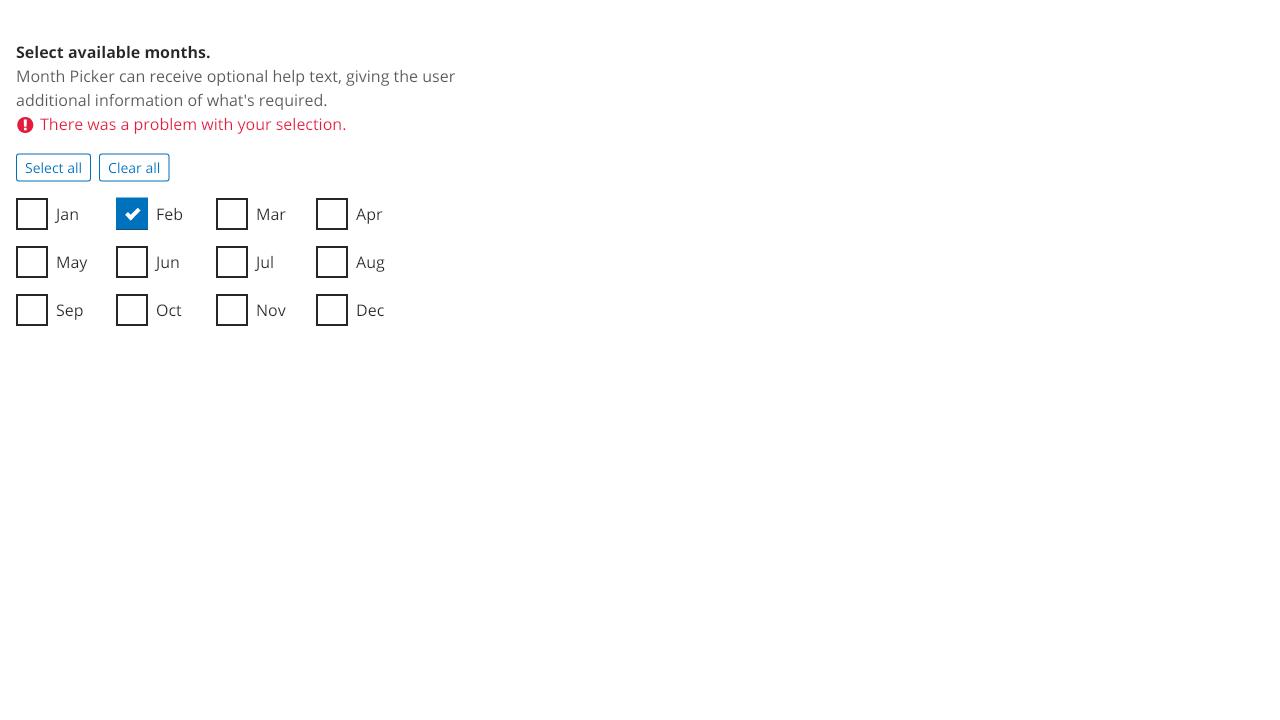 Select available months.
Month Picker can receive optional help text, giving the user
additional information of what's required.
There was a problem with your selection.
Select all Clear all
Jan Feb Mar Apr
May Jun Jul Aug
Sep Oct Nov Dec